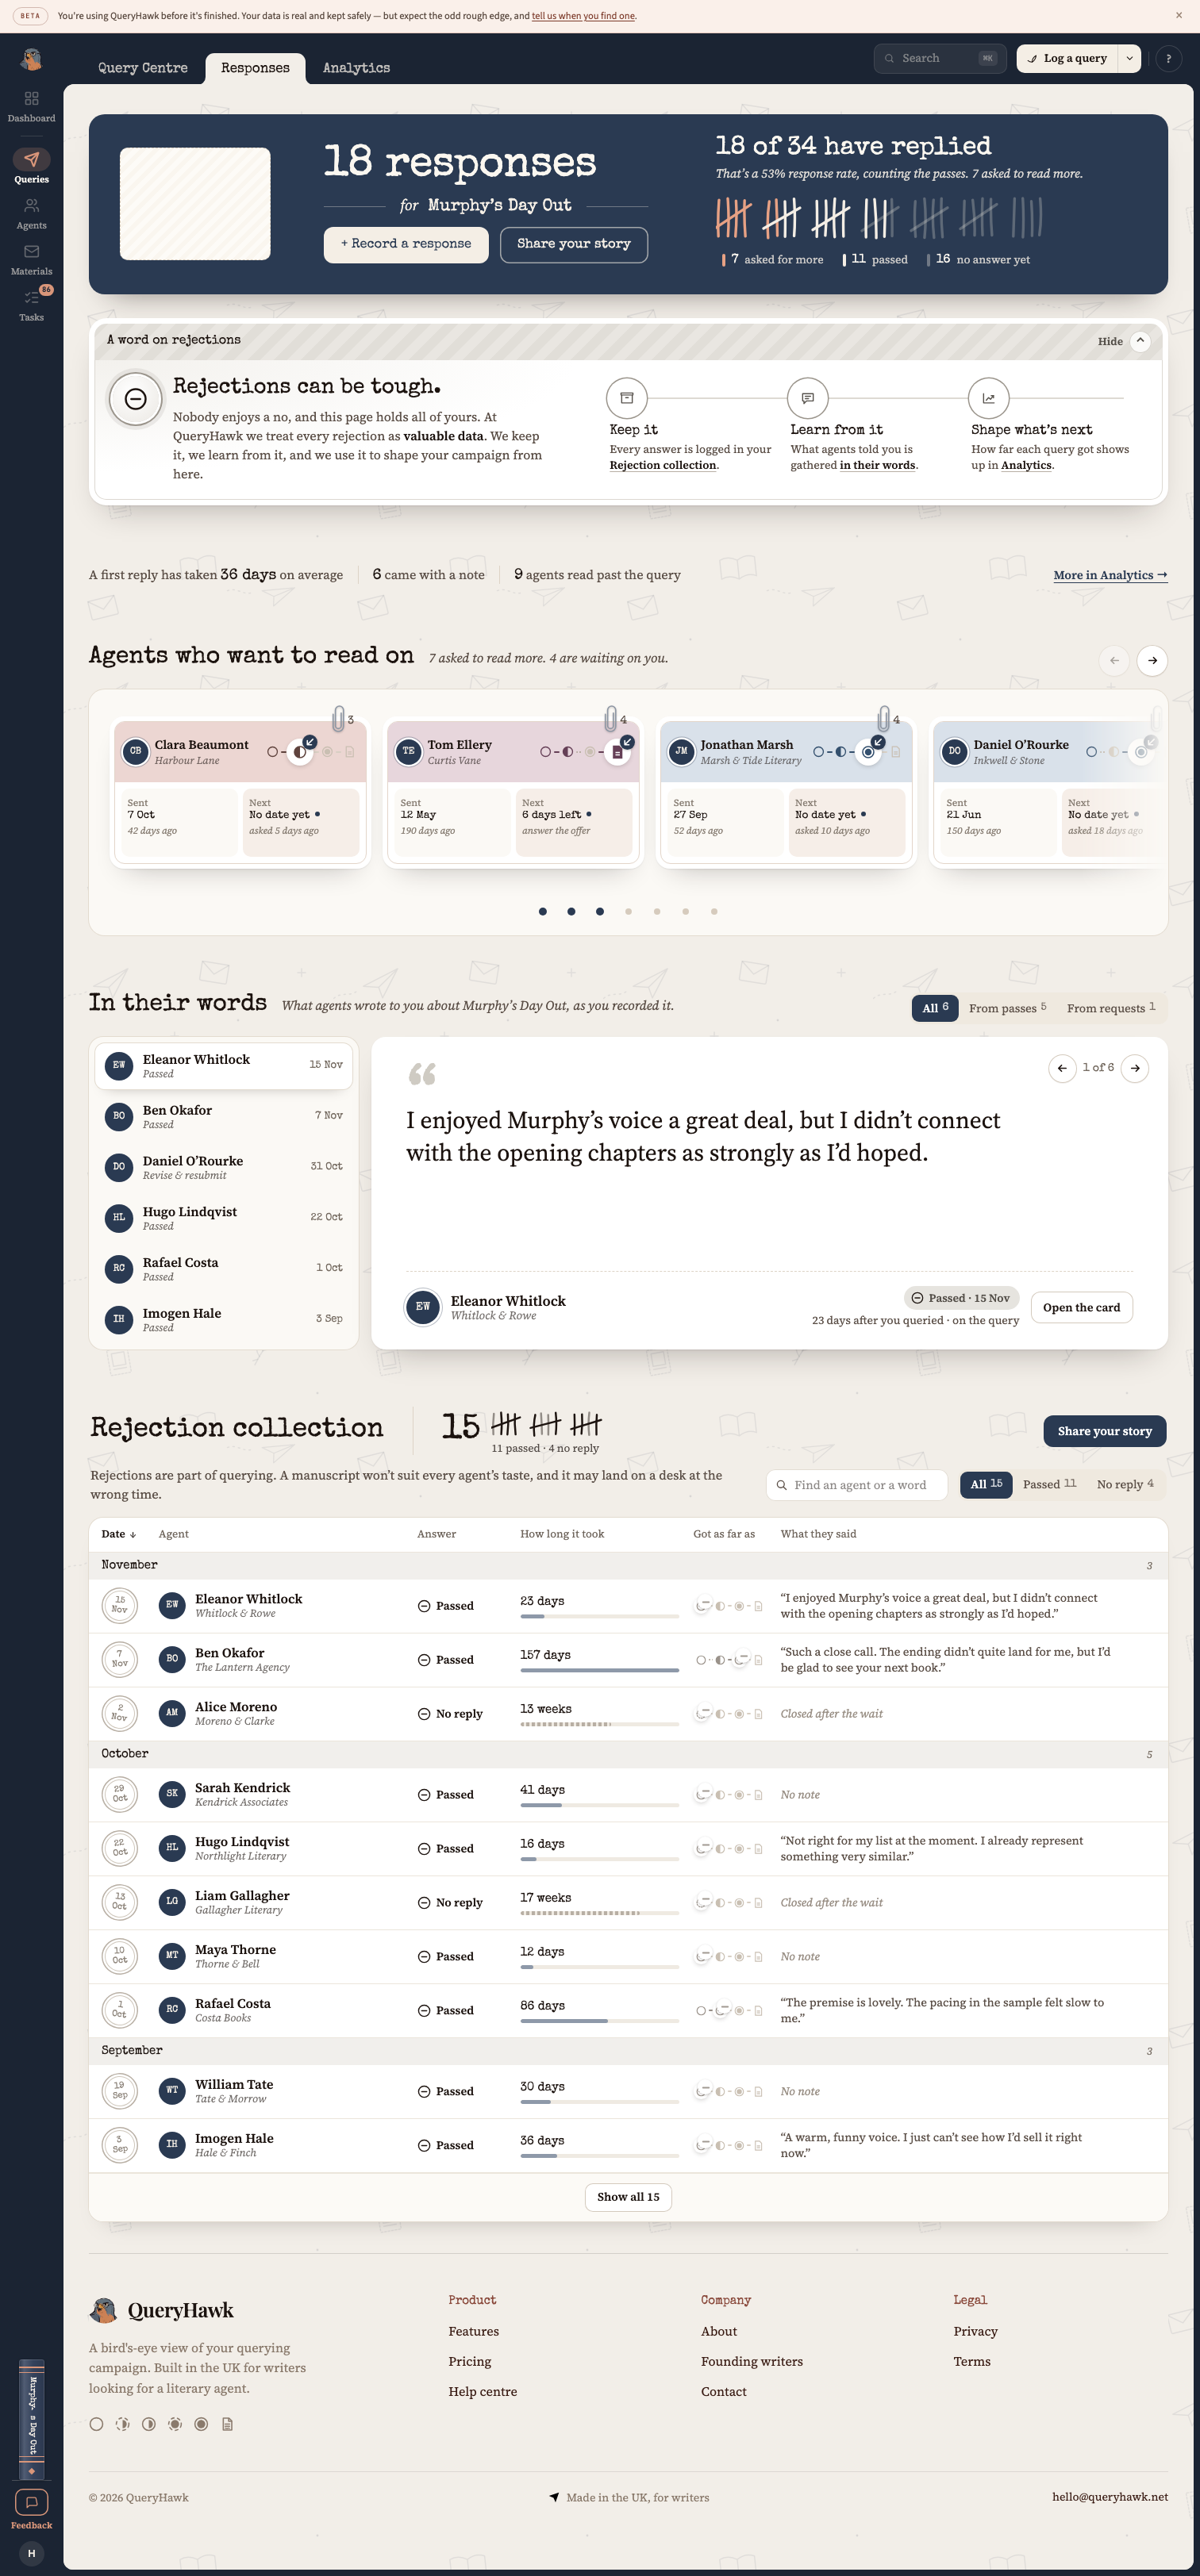 BETA You're using QueryHawk before it's finished. Your data is real and kept safely — but expect the odd rough edge, and tell us when you find one. ×
Query Centre Responses Analytics
Search ⌘K
Log a query
?
Dashboard
Queries
Agents
Materials
86
Tasks
18 responses
for Murphy’s Day Out
+ Record a response Share your story
18 of 34 have replied
That’s a 53% response rate, counting the passes. 7 asked to read more.
7 asked for more 11 passed 16 no answer yet
A word on rejections Hide
Rejections can be tough.
Nobody enjoys a no, and this page holds all of yours. At
QueryHawk we treat every rejection as valuable data. We keep
it, we learn from it, and we use it to shape your campaign from
here.
Keep it
Every answer is logged in your
Rejection collection.
Learn from it
What agents told you is
gathered in their words.
Shape what’s next
How far each query got shows
up in Analytics.
A first reply has taken 36 days on average 6 came with a note 9 agents read past the query More in Analytics →
Agents who want to read on 7 asked to read more. 4 are waiting on you. ← →
3
CB Clara Beaumont
Harbour Lane
Sent
7 Oct
42 days ago
Next
No date yet
asked 5 days ago
4
TE Tom Ellery
Curtis Vane
Sent
12 May
190 days ago
Next
6 days left
answer the offer
4
JM Jonathan Marsh
Marsh & Tide Literary
Sent
27 Sep
52 days ago
Next
No date yet
asked 10 days ago
DO Daniel O’Rourke
Inkwell & Stone
Sent
21 Jun
150 days ago
Next
No date yet
asked 18 days ago
In their words What agents wrote to you about Murphy’s Day Out, as you recorded it.
All 6 From passes 5 From requests 1
EW Eleanor Whitlock 15 Nov
Passed
BO Ben Okafor 7 Nov
Passed
DO Daniel O’Rourke 31 Oct
Revise & resubmit
HL Hugo Lindqvist 22 Oct
Passed
RC Rafael Costa 1 Oct
Passed
IH Imogen Hale 3 Sep
Passed
“
← 1 of 6 →
I enjoyed Murphy’s voice a great deal, but I didn’t connect
with the opening chapters as strongly as I’d hoped.
EW Eleanor Whitlock
Whitlock & Rowe
Passed · 15 Nov
23 days after you queried · on the query
Open the card
Rejection collection 15
11 passed · 4 no reply
Share your story
Rejections are part of querying. A manuscript won’t suit every agent’s taste, and it may land on a desk at the
wrong time.
Find an agent or a word
All 15 Passed 11 No reply 4
Date ↓ Agent Answer How long it took Got as far as What they said
November 3
15 Nov EW Eleanor Whitlock Passed 23 days “I enjoyed Murphy’s voice a great deal, but I didn’t connect
Whitlock & Rowe with the opening chapters as strongly as I’d hoped.”
7 Nov BO Ben Okafor Passed 157 days “Such a close call. The ending didn’t quite land for me, but I’d
The Lantern Agency be glad to see your next book.”
2 Nov AM Alice Moreno No reply 13 weeks Closed after the wait
Moreno & Clarke
October 5
29 Oct SK Sarah Kendrick Passed 41 days No note
Kendrick Associates
22 Oct HL Hugo Lindqvist Passed 16 days “Not right for my list at the moment. I already represent
Northlight Literary something very similar.”
13 Oct LG Liam Gallagher No reply 17 weeks Closed after the wait
Gallagher Literary
10 Oct MT Maya Thorne Passed 12 days No note
Thorne & Bell
1 Oct RC Rafael Costa Passed 86 days “The premise is lovely. The pacing in the sample felt slow to
Costa Books me.”
September 3
19 Sep WT William Tate Passed 30 days No note
Tate & Morrow
3 Sep IH Imogen Hale Passed 36 days “A warm, funny voice. I just can’t see how I’d sell it right
Hale & Finch now.”
Show all 15
QueryHawk
A bird's-eye view of your querying
campaign. Built in the UK for writers
looking for a literary agent.
Product
Features
Pricing
Help centre
Company
About
Founding writers
Contact
Legal
Privacy
Terms
© 2026 QueryHawk Made in the UK, for writers hello@queryhawk.net
Murphy’s Day Out
Feedback
H